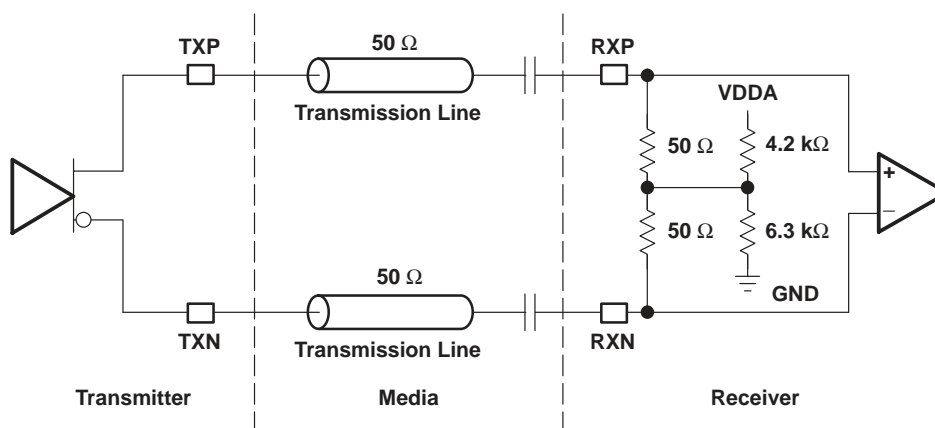 50 Ω
TXP
RXP
Transmission Line
VDDA
50 Ω
4.2 kΩ
+
−
50 Ω
6.3 kΩ
50 Ω
GND
TXN
RXN
Transmission Line
Transmitter
Media
Receiver